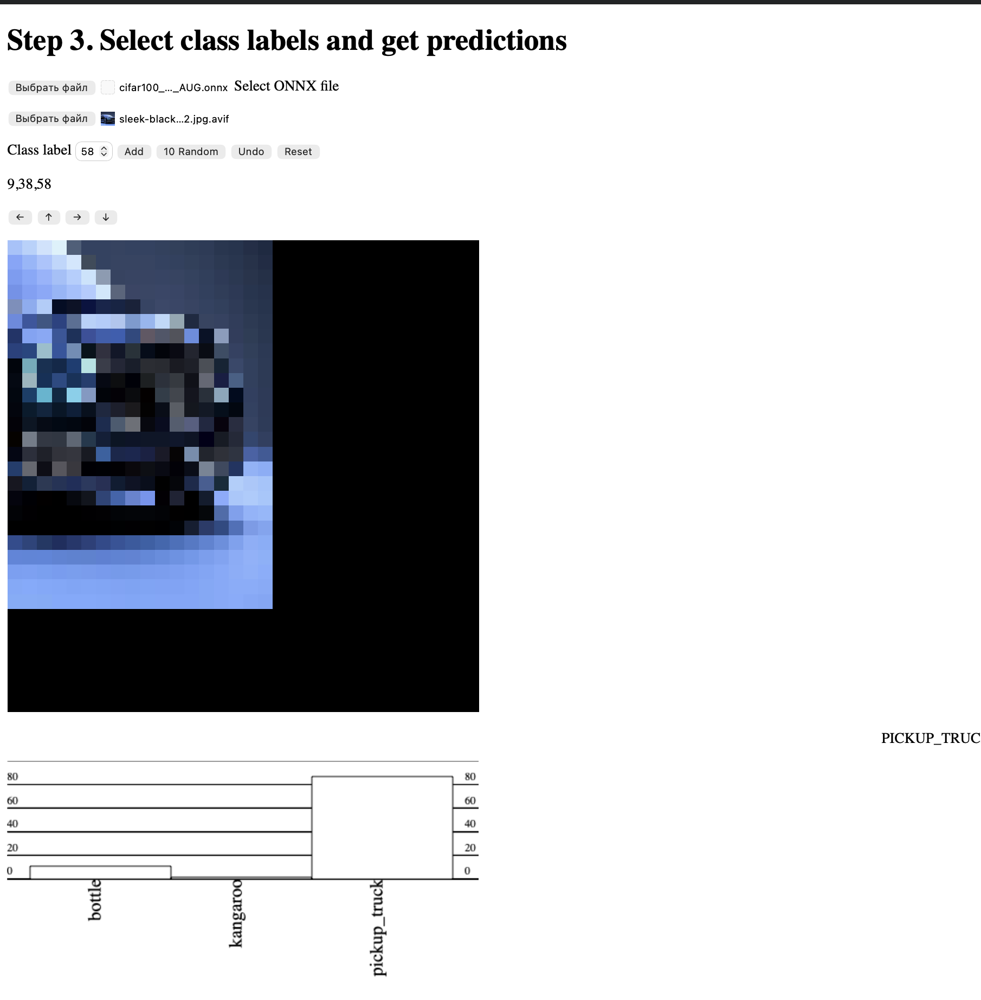 Step 3. Select class labels and get predictions
Выбрать файл cifar100_..._AUG.onnx Select ONNX file
Выбрать файл sleek-black...2.jpg.avif
Class label 58 Add 10 Random Undo Reset
9,38,58
← ↑ → ↓
PICKUP_TRUC
80 80
60 60
40 40
20 20
0 0
bottle
kangaroo
pickup_truck